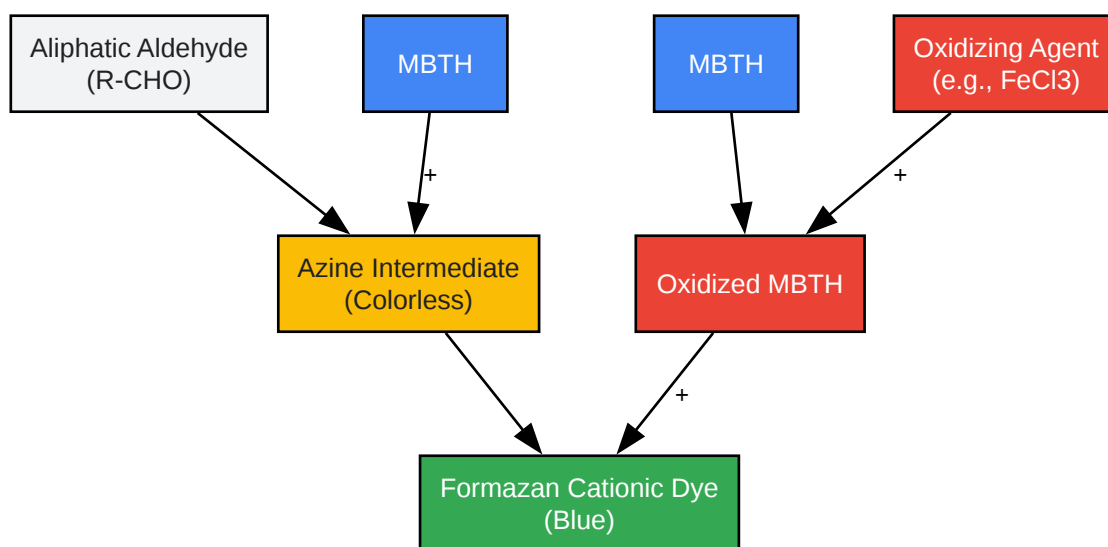 Aliphatic Aldehyde
(R-CHO)
MBTH
MBTH
Oxidizing Agent
(e.g., FeCl3)
+
+
Azine Intermediate
(Colorless)
Oxidized MBTH
+
Formazan Cationic Dye
(Blue)